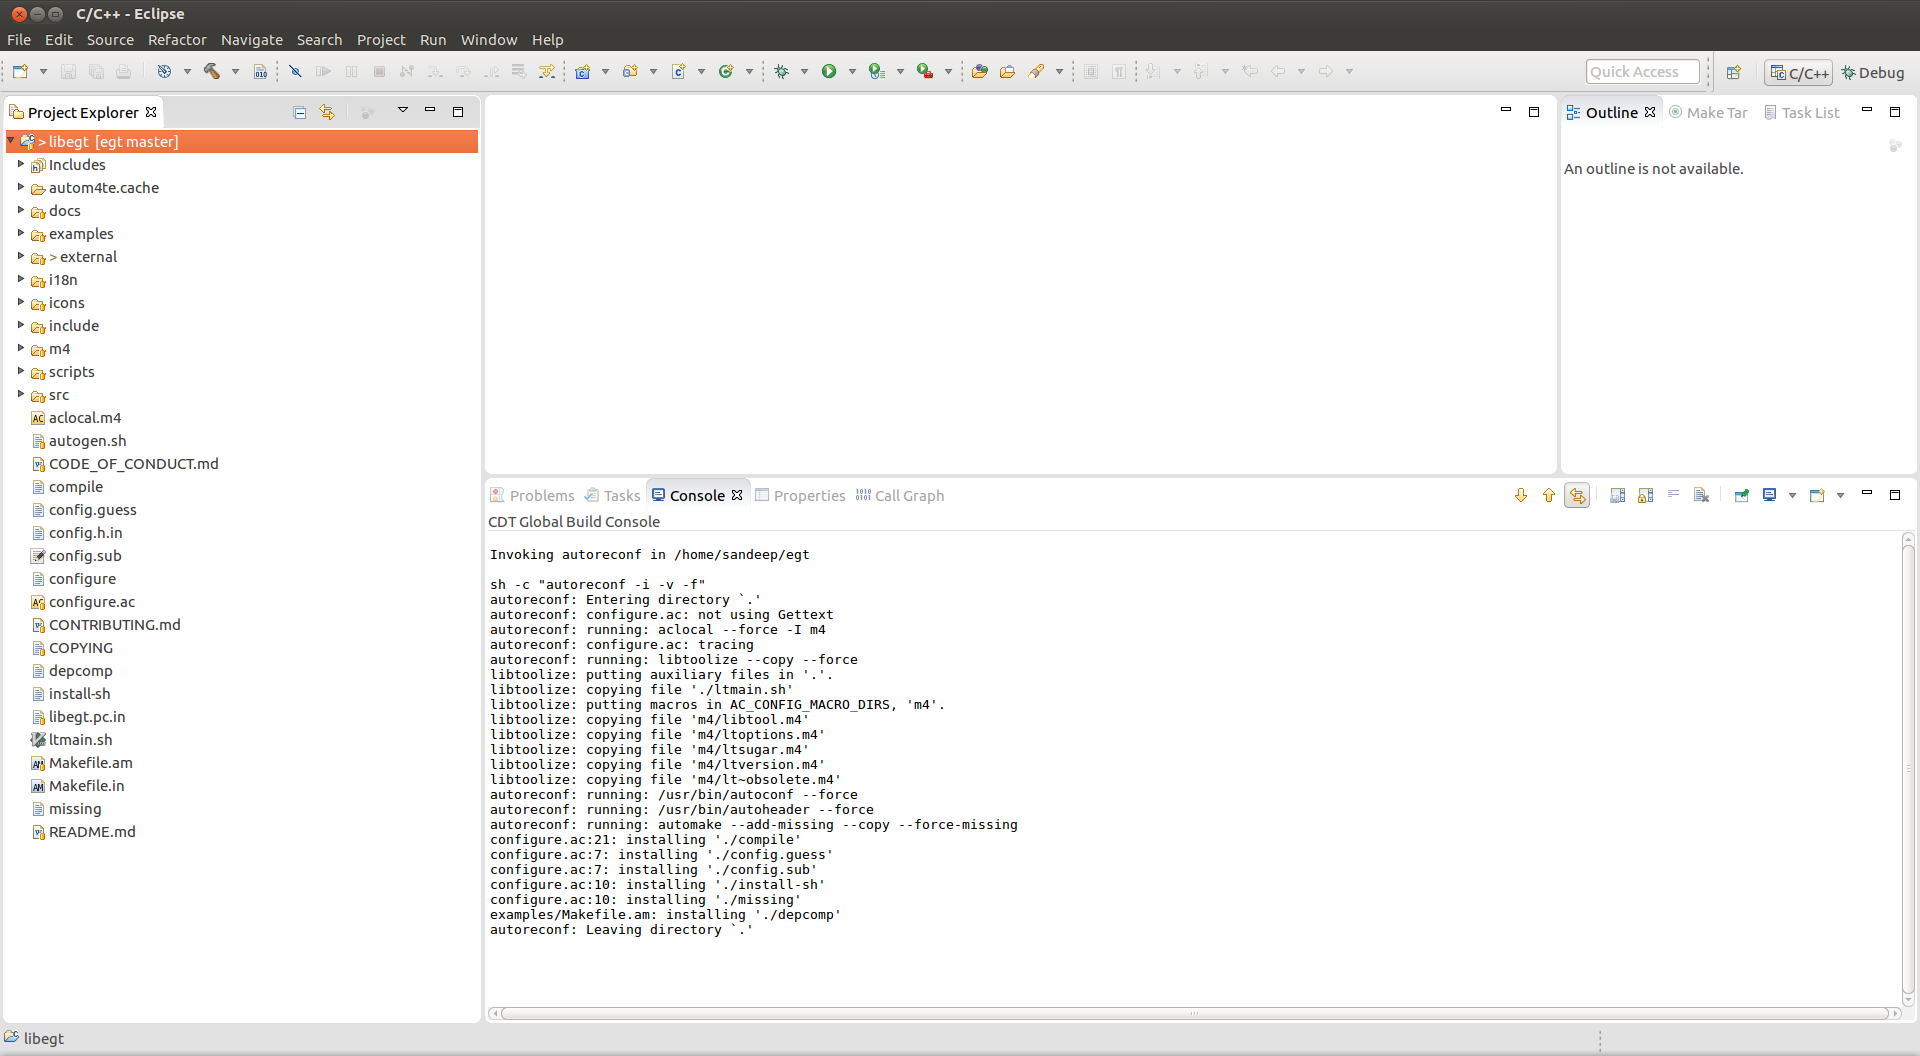 C/C++ - Eclipse
File Edit Source Refactor Navigate Search Project Run Window Help
Quick Access
C/C++
Debug
Project Explorer
> libegt [egt master]
Includes
autom4te.cache
docs
examples
> external
i18n
icons
include
m4
scripts
src
aclocal.m4
autogen.sh
CODE_OF_CONDUCT.md
compile
config.guess
config.h.in
config.sub
configure
configure.ac
CONTRIBUTING.md
COPYING
depcomp
install-sh
libegt.pc.in
ltmain.sh
Makefile.am
Makefile.in
missing
README.md
Outline Make Tar Task List
An outline is not available.
Problems Tasks Console Properties Call Graph
CDT Global Build Console
Invoking autoreconf in /home/sandeep/egt
sh -c "autoreconf -i -v -f"
autoreconf: Entering directory `.'
autoreconf: configure.ac: not using Gettext
autoreconf: running: aclocal --force -I m4
autoreconf: configure.ac: tracing
autoreconf: running: libtoolize --copy --force
libtoolize: putting auxiliary files in '.'.
libtoolize: copying file './ltmain.sh'
libtoolize: putting macros in AC_CONFIG_MACRO_DIRS, 'm4'.
libtoolize: copying file 'm4/libtool.m4'
libtoolize: copying file 'm4/ltoptions.m4'
libtoolize: copying file 'm4/ltsugar.m4'
libtoolize: copying file 'm4/ltversion.m4'
libtoolize: copying file 'm4/lt~obsolete.m4'
autoreconf: running: /usr/bin/autoconf --force
autoreconf: running: /usr/bin/autoheader --force
autoreconf: running: automake --add-missing --copy --force-missing
configure.ac:21: installing './compile'
configure.ac:7: installing './config.guess'
configure.ac:7: installing './config.sub'
configure.ac:10: installing './install-sh'
configure.ac:10: installing './missing'
examples/Makefile.am: installing './depcomp'
autoreconf: Leaving directory `.'
libegt